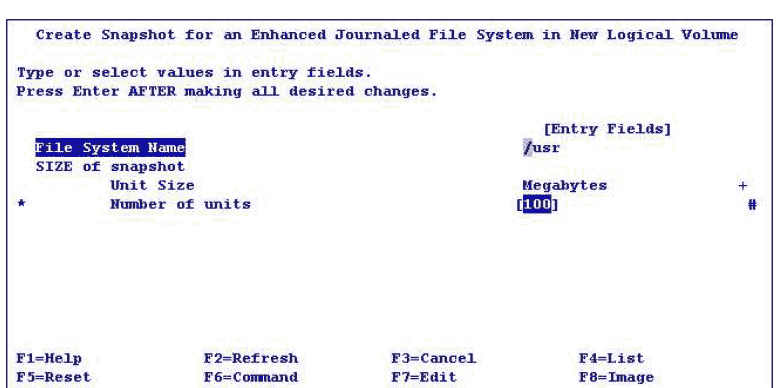 Create Snapshot for an Enhanced Journaled File System in New Logical Volume
Type or select values in entry fields.
Press Enter AFTER making all desired changes.
[Entry Fields]
File System Name /usr
SIZE of snapshot
Unit Size Megabytes +
* Number of units [100] #
F1=Help F2=Refresh F3=Cancel F4=List
F5=Reset F6=Command F7=Edit F8=Image